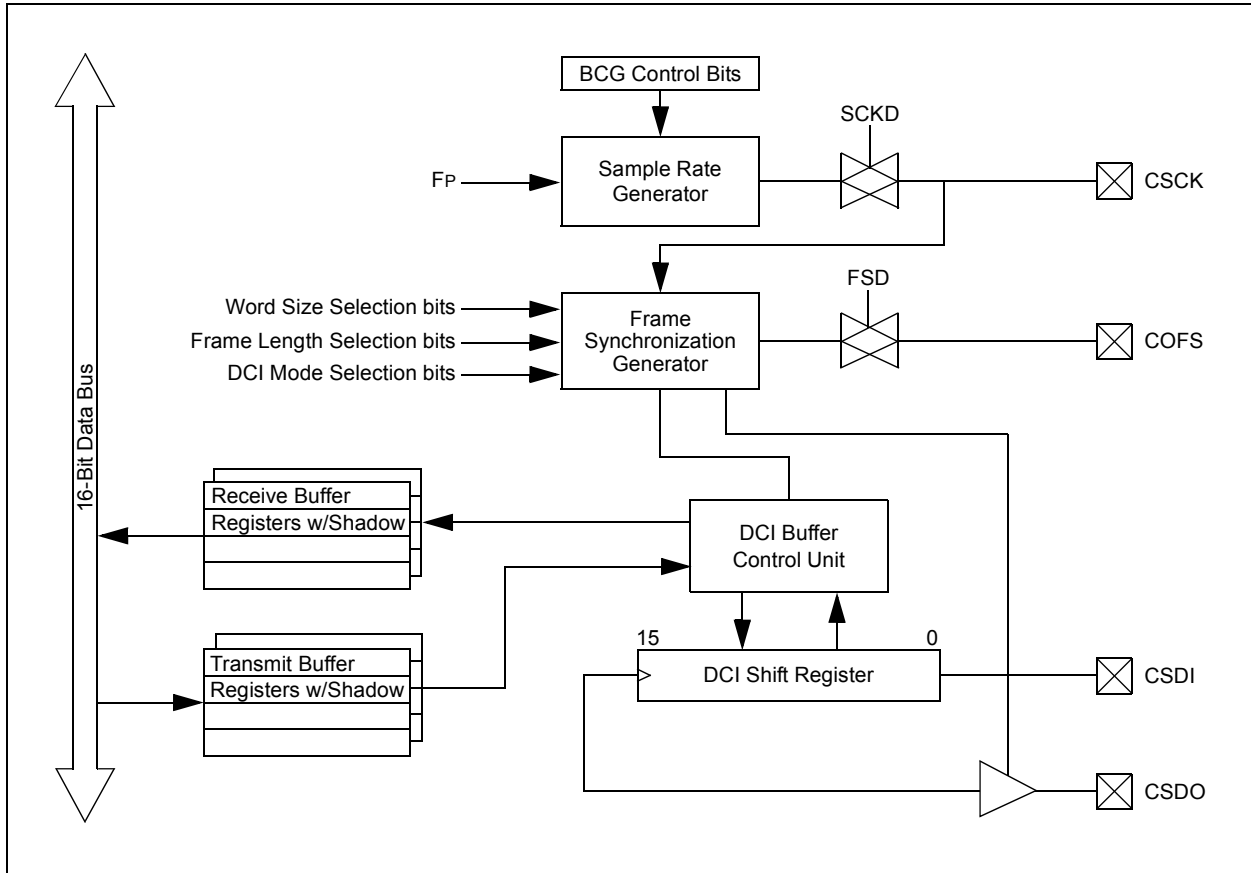 BCG Control Bits
SCKD
FP
Sample Rate
Generator
CSCK
FSD
Word Size Selection bits
Frame Length Selection bits
DCI Mode Selection bits
Frame
Synchronization
Generator
COFS
16-Bit Data Bus
Receive Buffer
Registers w/Shadow
DCI Buffer
Control Unit
Transmit Buffer
Registers w/Shadow
15
0
DCI Shift Register
CSDI
CSDO